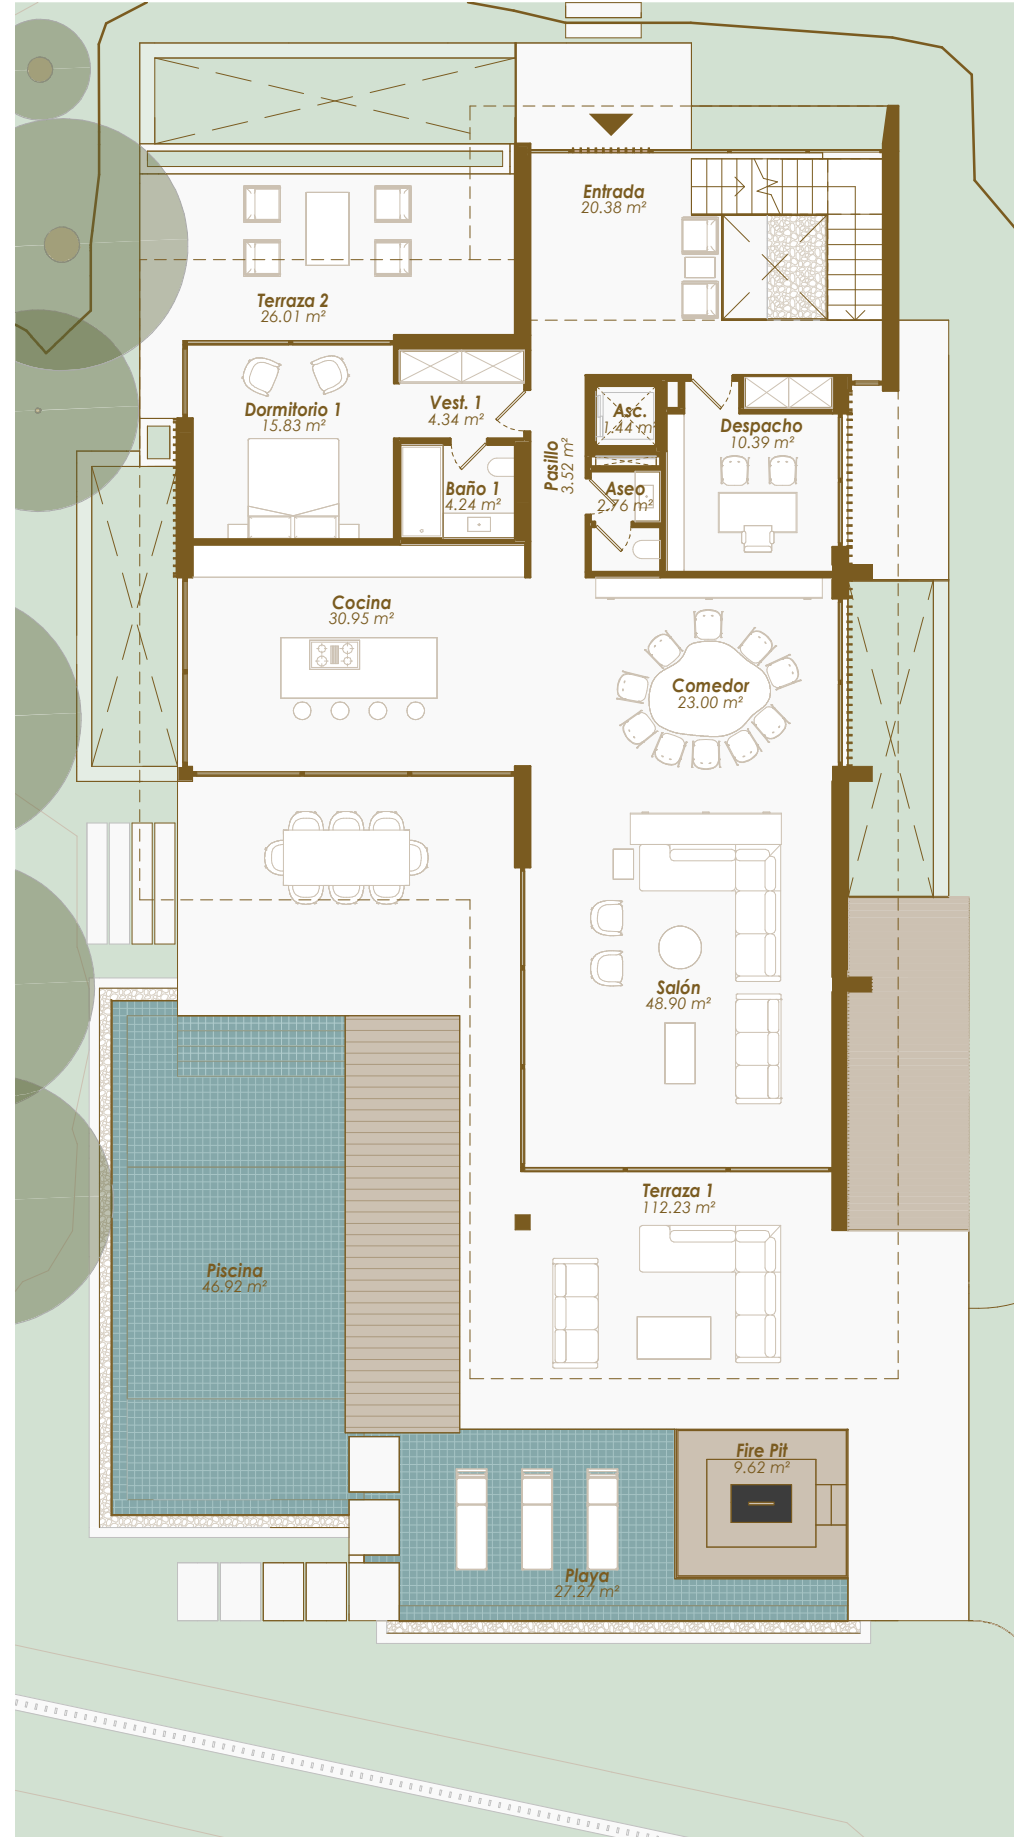 Entrada
20.38 m²
Terraza 2
26.01 m²
Dormitorio 1
15.83 m²
Vest. 1
4.34 m²
Asc.
1.44 m²
Despacho
10.39 m²
Pasillo
3.52 m²
Baño 1
4.24 m²
Aseo
2.76 m²
Cocina
30.95 m²
Comedor
23.00 m²
Salón
48.90 m²
Terraza 1
112.23 m²
Piscina
46.92 m²
Fire Pit
9.62 m²
Playa
27.27 m²